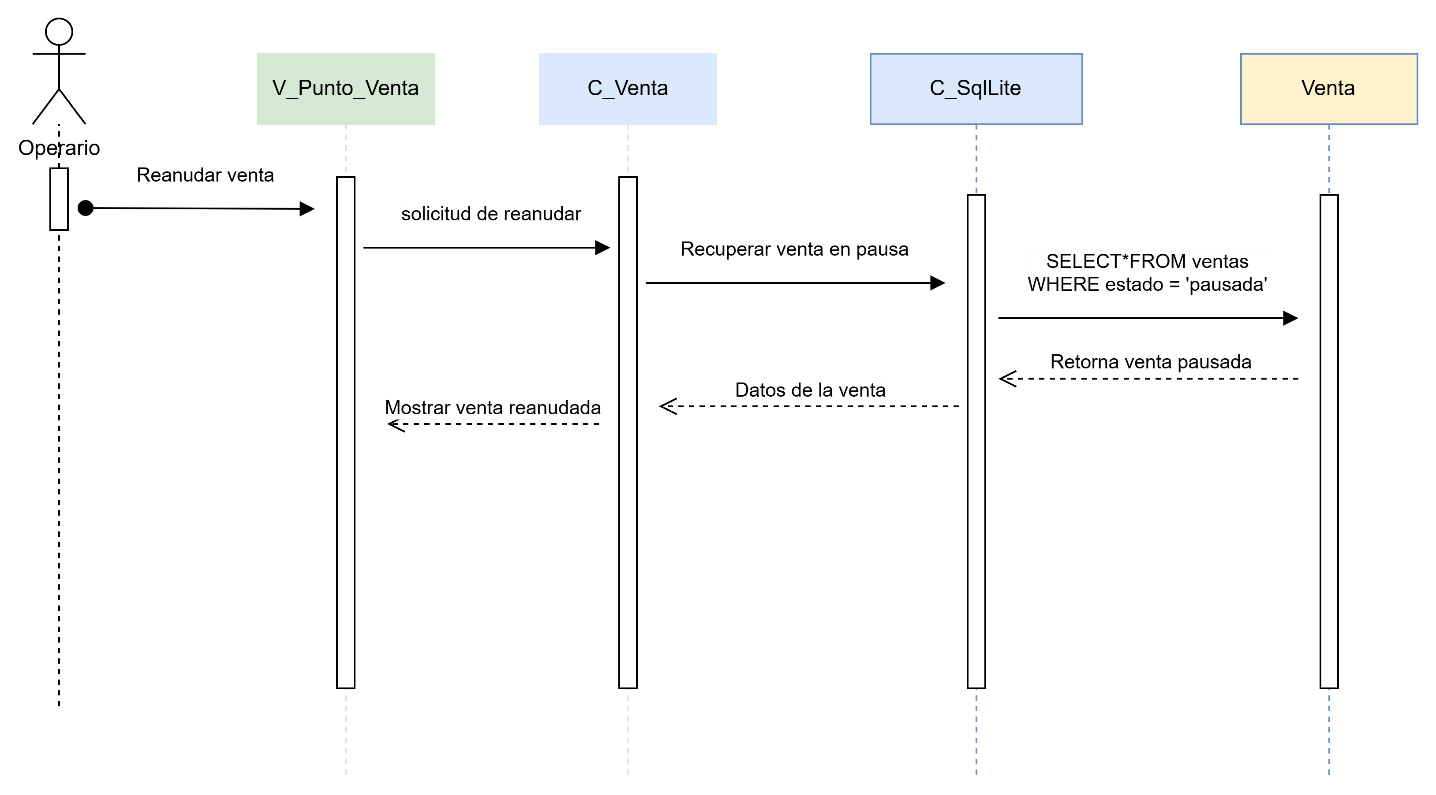 V_Punto_Venta
C_Venta
C_SqlLite
Venta
Operario
Reanudar venta
solicitud de reanudar
Recuperar venta en pausa
SELECT*FROM ventas
WHERE estado = 'pausada'
Retorna venta pausada
Datos de la venta
Mostrar venta reanudada